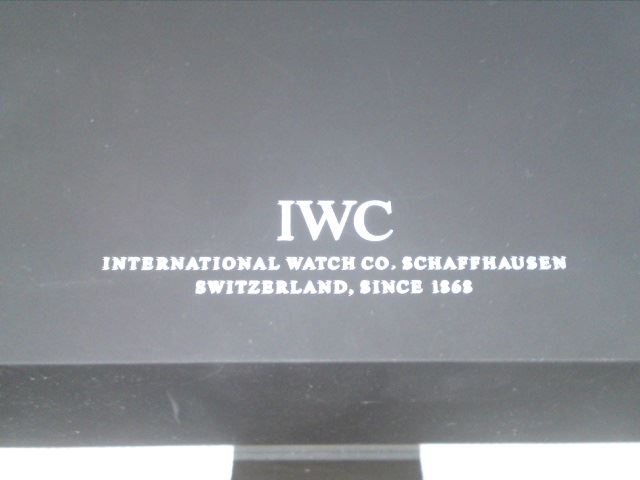 IWC
INTERNATIONAL WATCH CO. SCHAFFHAUSEN
SWITZERLAND, SINCE 1868